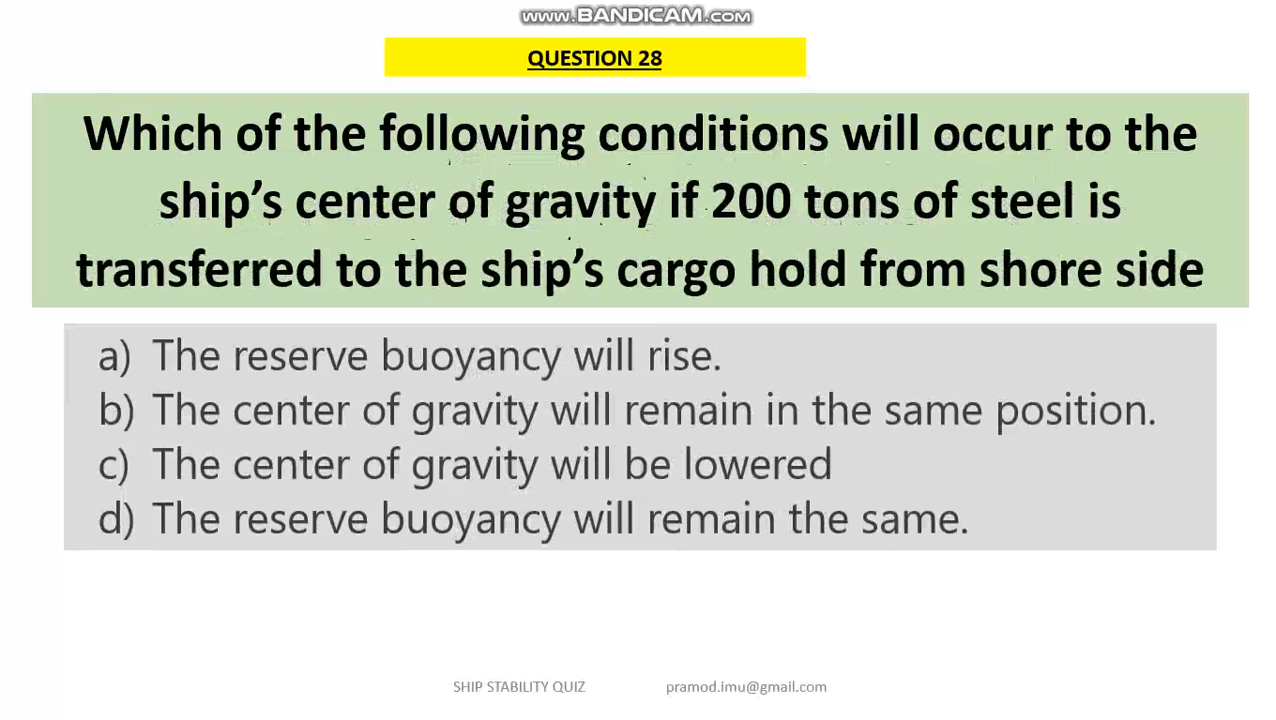 www.BANDICAM.com
QUESTION 28
Which of the following conditions will occur to the
ship's center of gravity if 200 tons of steel is
transferred to the ship's cargo hold from shore side
a) The reserve buoyancy will rise.
b) The center of gravity will remain in the same position.
c) The center of gravity will be lowered
d) The reserve buoyancy will remain the same.
SHIP STABILITY QUIZ pramod.imu@gmail.com